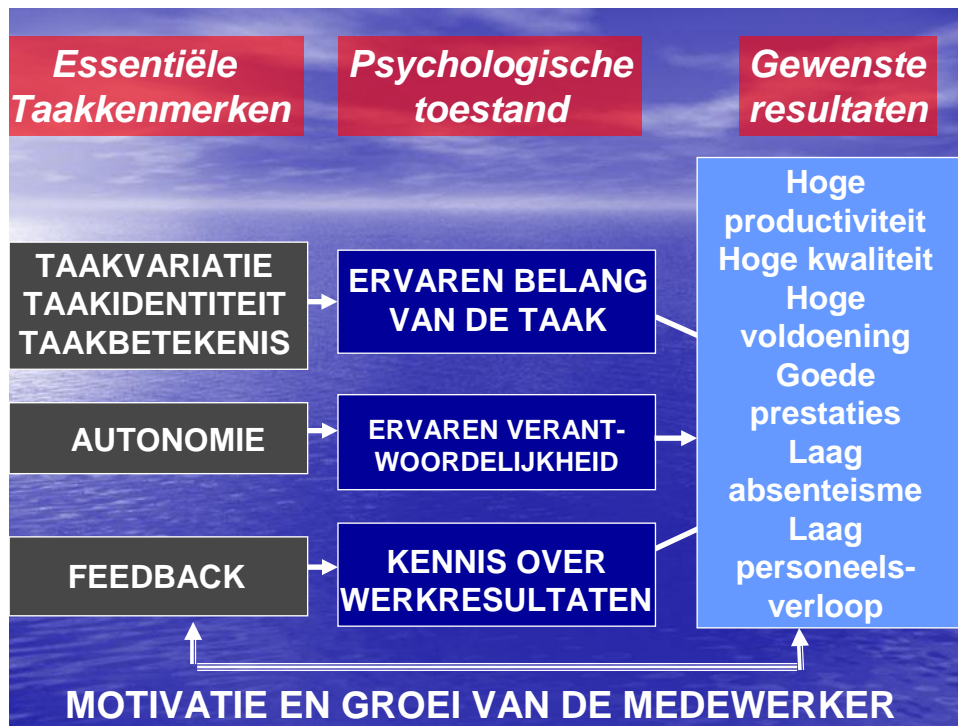 Essentiële
Taakkenmerken
Psychologische
toestand
Gewenste
resultaten
TAAKVARIATIE
TAAKIDENTITEIT
TAAKBETEKENIS
ERVAREN BELANG
VAN DE TAAK
AUTONOMIE
ERVAREN VERANT-
WOORDELIJKHEID
FEEDBACK
KENNIS OVER
WERKRESULTATEN
Hoge
productiviteit
Hoge kwaliteit
Hoge
voldoening
Goede
prestaties
Laag
absenteisme
Laag
personeels-
verloop
MOTIVATIE EN GROEI VAN DE MEDEWERKER